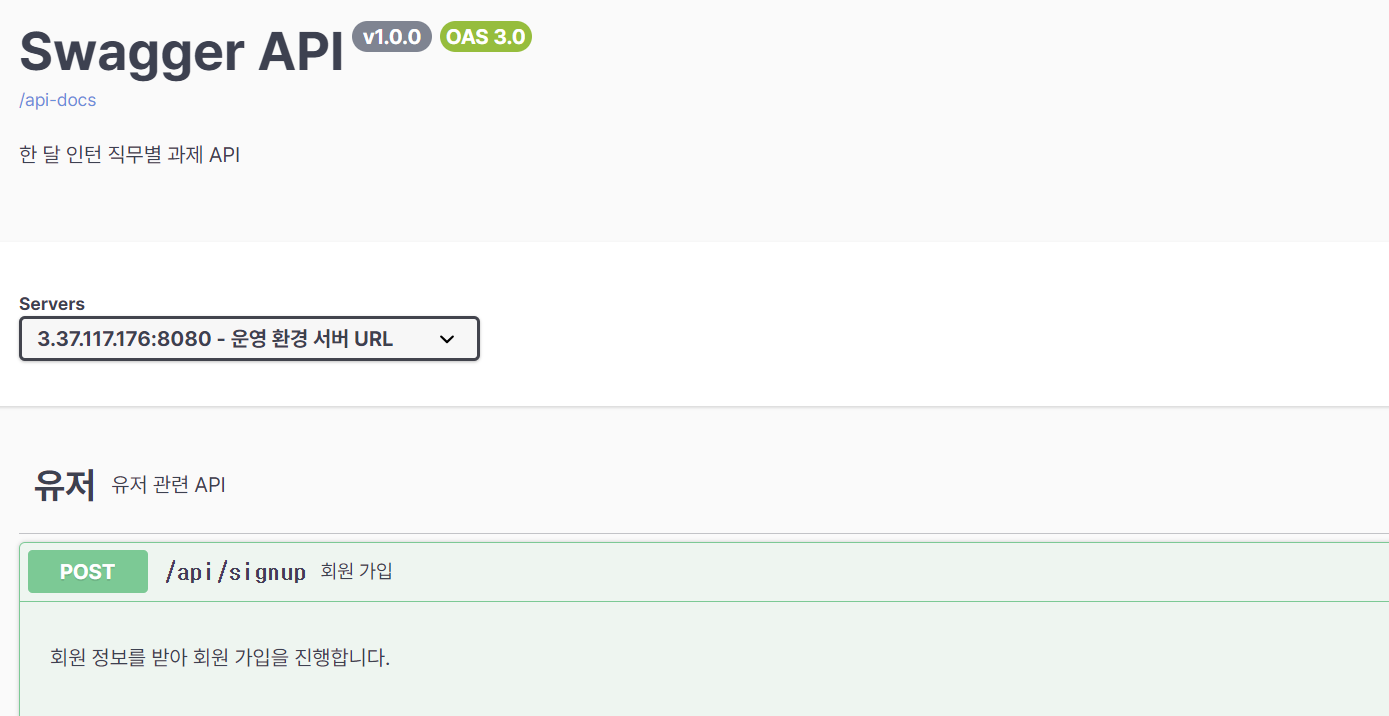 Swagger API v1.0.0 OAS 3.0
/api-docs
한 달 인턴 직무별 과제 API
Servers
3.37.117.176:8080 - 운영 환경 서버 URL
유저 유저 관련 API
POST /api/signup 회원 가입
회원 정보를 받아 회원 가입을 진행합니다.